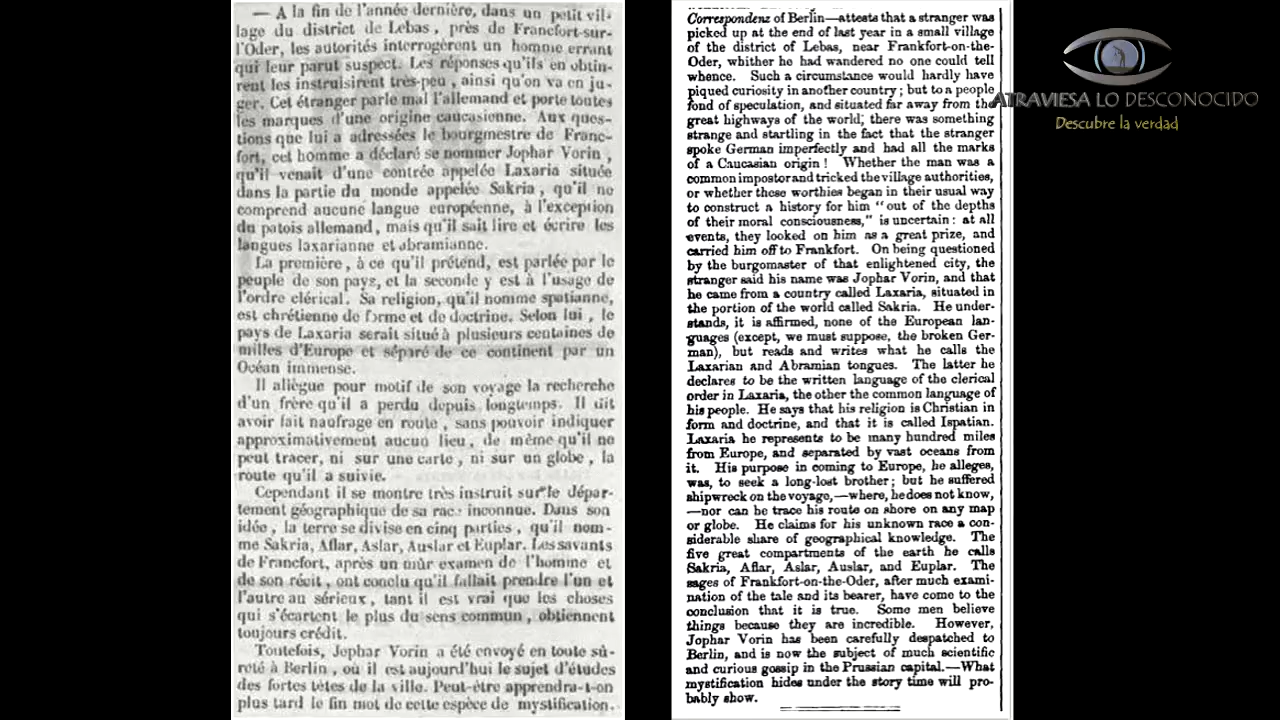 — A la fin de l'année dernière, dans un petit vil-
lage du district de Lebas, près de Francfort-sur-
l'Oder, les autorités interrogèrent un homme errant
qui leur parut suspect. Les réponses qu'ils en obtin-
rent les instruisirent très-peu, ainsi qu'on va en ju-
ger. Cet étranger parle mal l'allemand et porte toutes
les marques d'une origine caucasienne. Aux ques-
tions que lui a adressées le bourgmestre de Franc-
fort, cet homme a déclaré se nommer Jophar Vorin,
qu'il venait d'une contrée appelée Laxaria située
dans la partie du monde appelée Sakria, qu'il ne
comprend aucune langue européenne, à l'exception
du patois allemand, mais qu'il sait lire et écrire les
langues laxarianne et abramianne.
La première, à ce qu'il prétend, est parlée par le
peuple de son pays, et la seconde y est à l'usage de
l'ordre clérical. Sa religion, qu'il nomme spatianne,
est chrétienne de forme et de doctrine. Selon lui, le
pays de Laxaria serait situé à plusieurs centaines de
milles d'Europe et séparé de ce continent par un
Océan immense.
Il allègue pour motif de son voyage la recherche
d'un frère qu'il a perdu depuis longtemps. Il dit
avoir fait naufrage en route, sans pouvoir indiquer
approximativement aucun lieu, de même qu'il ne
peut tracer, ni sur une carte, ni sur un globe, la
route qu'il a suivie.
Cependant il se montre très instruit sur le dépar-
tement géographique de sa race inconnue. Dans son
idée, la terre se divise en cinq parties, qu'il nom-
me Sakria, Aflar, Aslar, Auslar et Euplar. Les savants
de Francfort, après un mûr examen de l'homme et
de son récit, ont conclu qu'il fallait prendre l'un et
l'autre au sérieux, tant il est vrai que les choses
qui s'écartent le plus du sens commun, obtiennent
toujours crédit.
Toutefois, Jophar Vorin a été envoyé en toute sû-
reté à Berlin, où il est aujourd'hui le sujet d'études
des fortes têtes de la ville. Peut-être apprendra-t-on
plus tard le fin mot de cette espèce de mystification.
Correspondenz of Berlin—attests that a stranger was
picked up at the end of last year in a small village
of the district of Lebas, near Frankfort-on-the-
Oder, whither he had wandered no one could tell
whence. Such a circumstance would hardly have
piqued curiosity in another country; but to a people
fond of speculation, and situated far away from the
great highways of the world, there was something
strange and startling in the fact that the stranger
spoke German imperfectly and had all the marks
of a Caucasian origin! Whether the man was a
common impostor and tricked the village authorities,
or whether these worthies began in their usual way
to construct a history for him "out of the depths
of their moral consciousness," is uncertain: at all
events, they looked on him as a great prize, and
carried him off to Frankfort. On being questioned
by the burgomaster of that enlightened city, the
stranger said his name was Jophar Vorin, and that
he came from a country called Laxaria, situated in
the portion of the world called Sakria. He under-
stands, it is affirmed, none of the European lan-
guages (except, we must suppose, the broken Ger-
man), but reads and writes what he calls the
Laxarian and Abramian tongues. The latter he
declares to be the written language of the clerical
order in Laxaria, the other the common language of
his people. He says that his religion is Christian in
form and doctrine, and that it is called Ispatian.
Laxaria he represents to be many hundred miles
from Europe, and separated by vast oceans from
it. His purpose in coming to Europe, he alleges,
was, to seek a long-lost brother; but he suffered
shipwreck on the voyage,—where, he does not know,
—nor can he trace his route on shore on any map
or globe. He claims for his unknown race a con-
siderable share of geographical knowledge. The
five great compartments of the earth he calls
Sakria, Aflar, Aslar, Auslar, and Euplar. The
sages of Frankfort-on-the-Oder, after much exami-
nation of the tale and its bearer, have come to the
conclusion that it is true. Some men believe
things because they are incredible. However,
Jophar Vorin has been carefully despatched to
Berlin, and is now the subject of much scientific
and curious gossip in the Prussian capital.—What
mystification hides under the story time will pro-
bably show.
ATRAVIESA LO DESCONOCIDO
Descubre la verdad